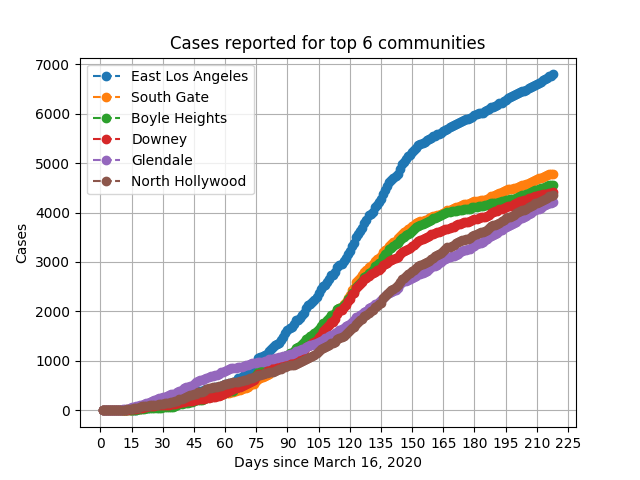 Cases reported for top 6 communities
7000
6000
5000
4000
3000
2000
1000
0
Cases
East Los Angeles
South Gate
Boyle Heights
Downey
Glendale
North Hollywood
0 15 30 45 60 75 90 105 120 135 150 165 180 195 210 225
Days since March 16, 2020